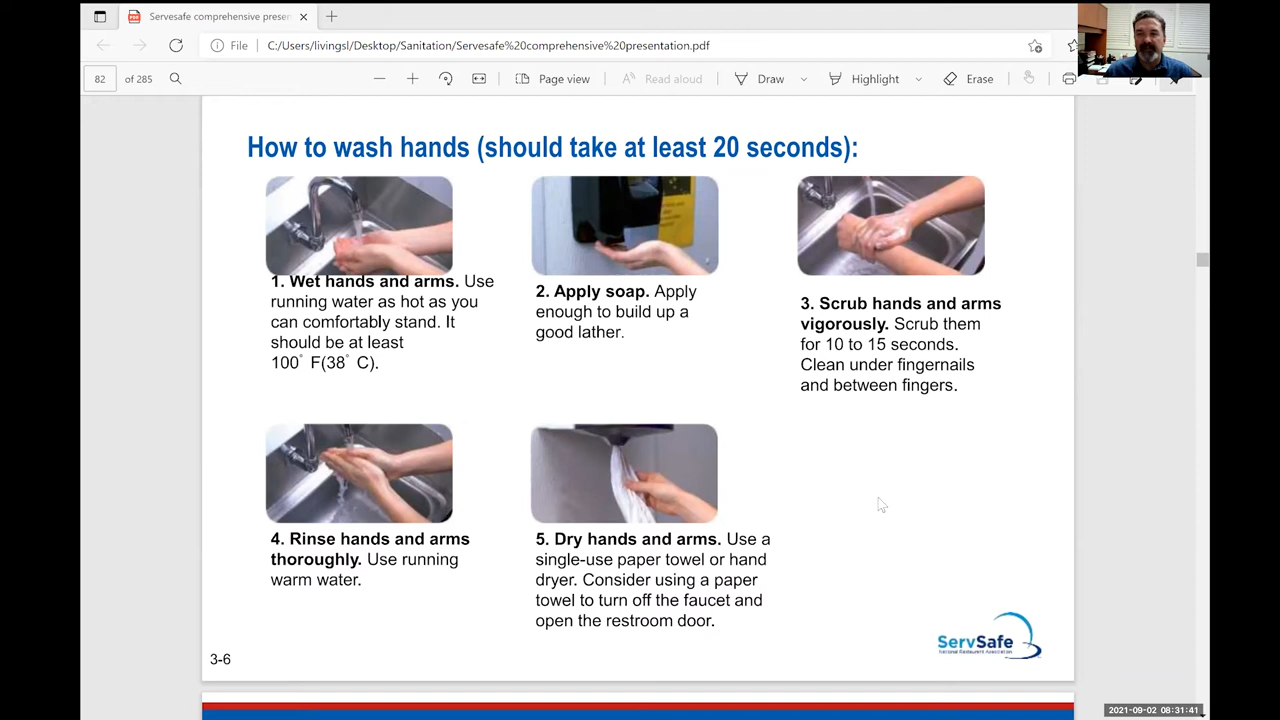 Servesafe comprehensive presen
File
C:/Users/livingsl/Desktop/Sanitation/Servesafe%20comprehensive%20presentation.pdf
82
of 285
Page view
Read aloud
Draw
Highlight
Erase
How to wash hands (should take at least 20 seconds):
1. Wet hands and arms. Use
running water as hot as you
can comfortably stand. It
should be at least
100° F(38° C).
2. Apply soap. Apply
enough to build up a
good lather.
3. Scrub hands and arms
vigorously. Scrub them
for 10 to 15 seconds.
Clean under fingernails
and between fingers.
4. Rinse hands and arms
thoroughly. Use running
warm water.
5. Dry hands and arms. Use a
single-use paper towel or hand
dryer. Consider using a paper
towel to turn off the faucet and
open the restroom door.
ServSafe
National Restaurant Association
3-6
2021-09-02 08:31:41